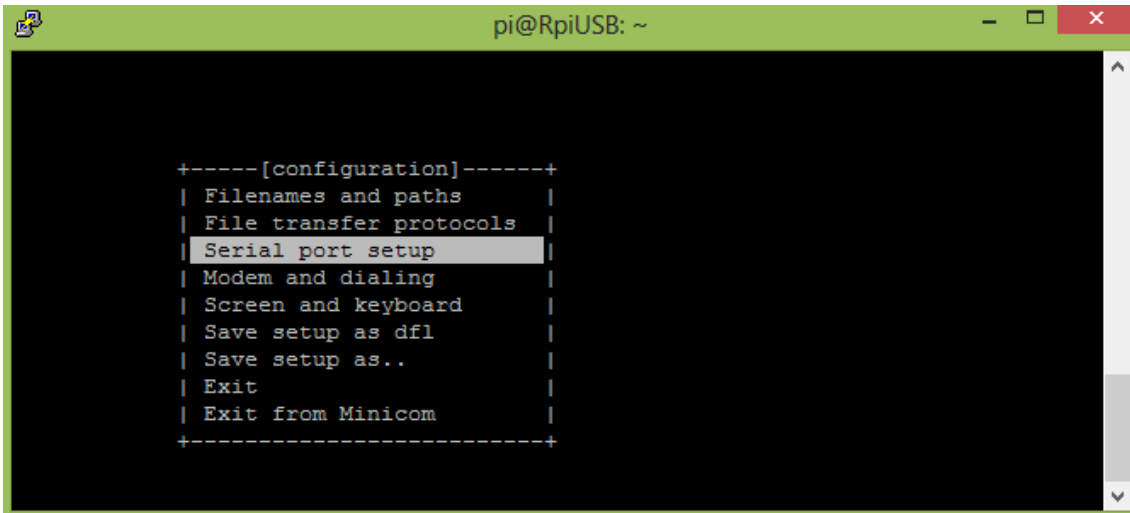 pi@RpiUSB: ~
+-----[configuration]------+
| Filenames and paths      |
| File transfer protocols  |
| Serial port setup        |
| Modem and dialing        |
| Screen and keyboard      |
| Save setup as dfl        |
| Save setup as..          |
| Exit                     |
| Exit from Minicom        |
+--------------------------+